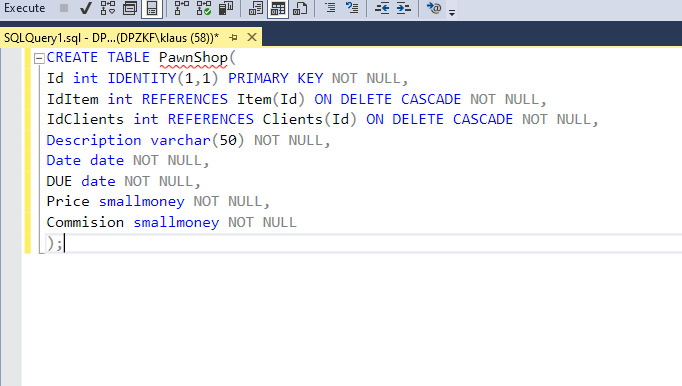 Execute
SQLQuery1.sql - DP...(DPZKF\klaus (58))*
CREATE TABLE PawnShop(
Id int IDENTITY(1,1) PRIMARY KEY NOT NULL,
IdItem int REFERENCES Item(Id) ON DELETE CASCADE NOT NULL,
IdClients int REFERENCES Clients(Id) ON DELETE CASCADE NOT NULL,
Description varchar(50) NOT NULL,
Date date NOT NULL,
DUE date NOT NULL,
Price smallmoney NOT NULL,
Commision smallmoney NOT NULL
);